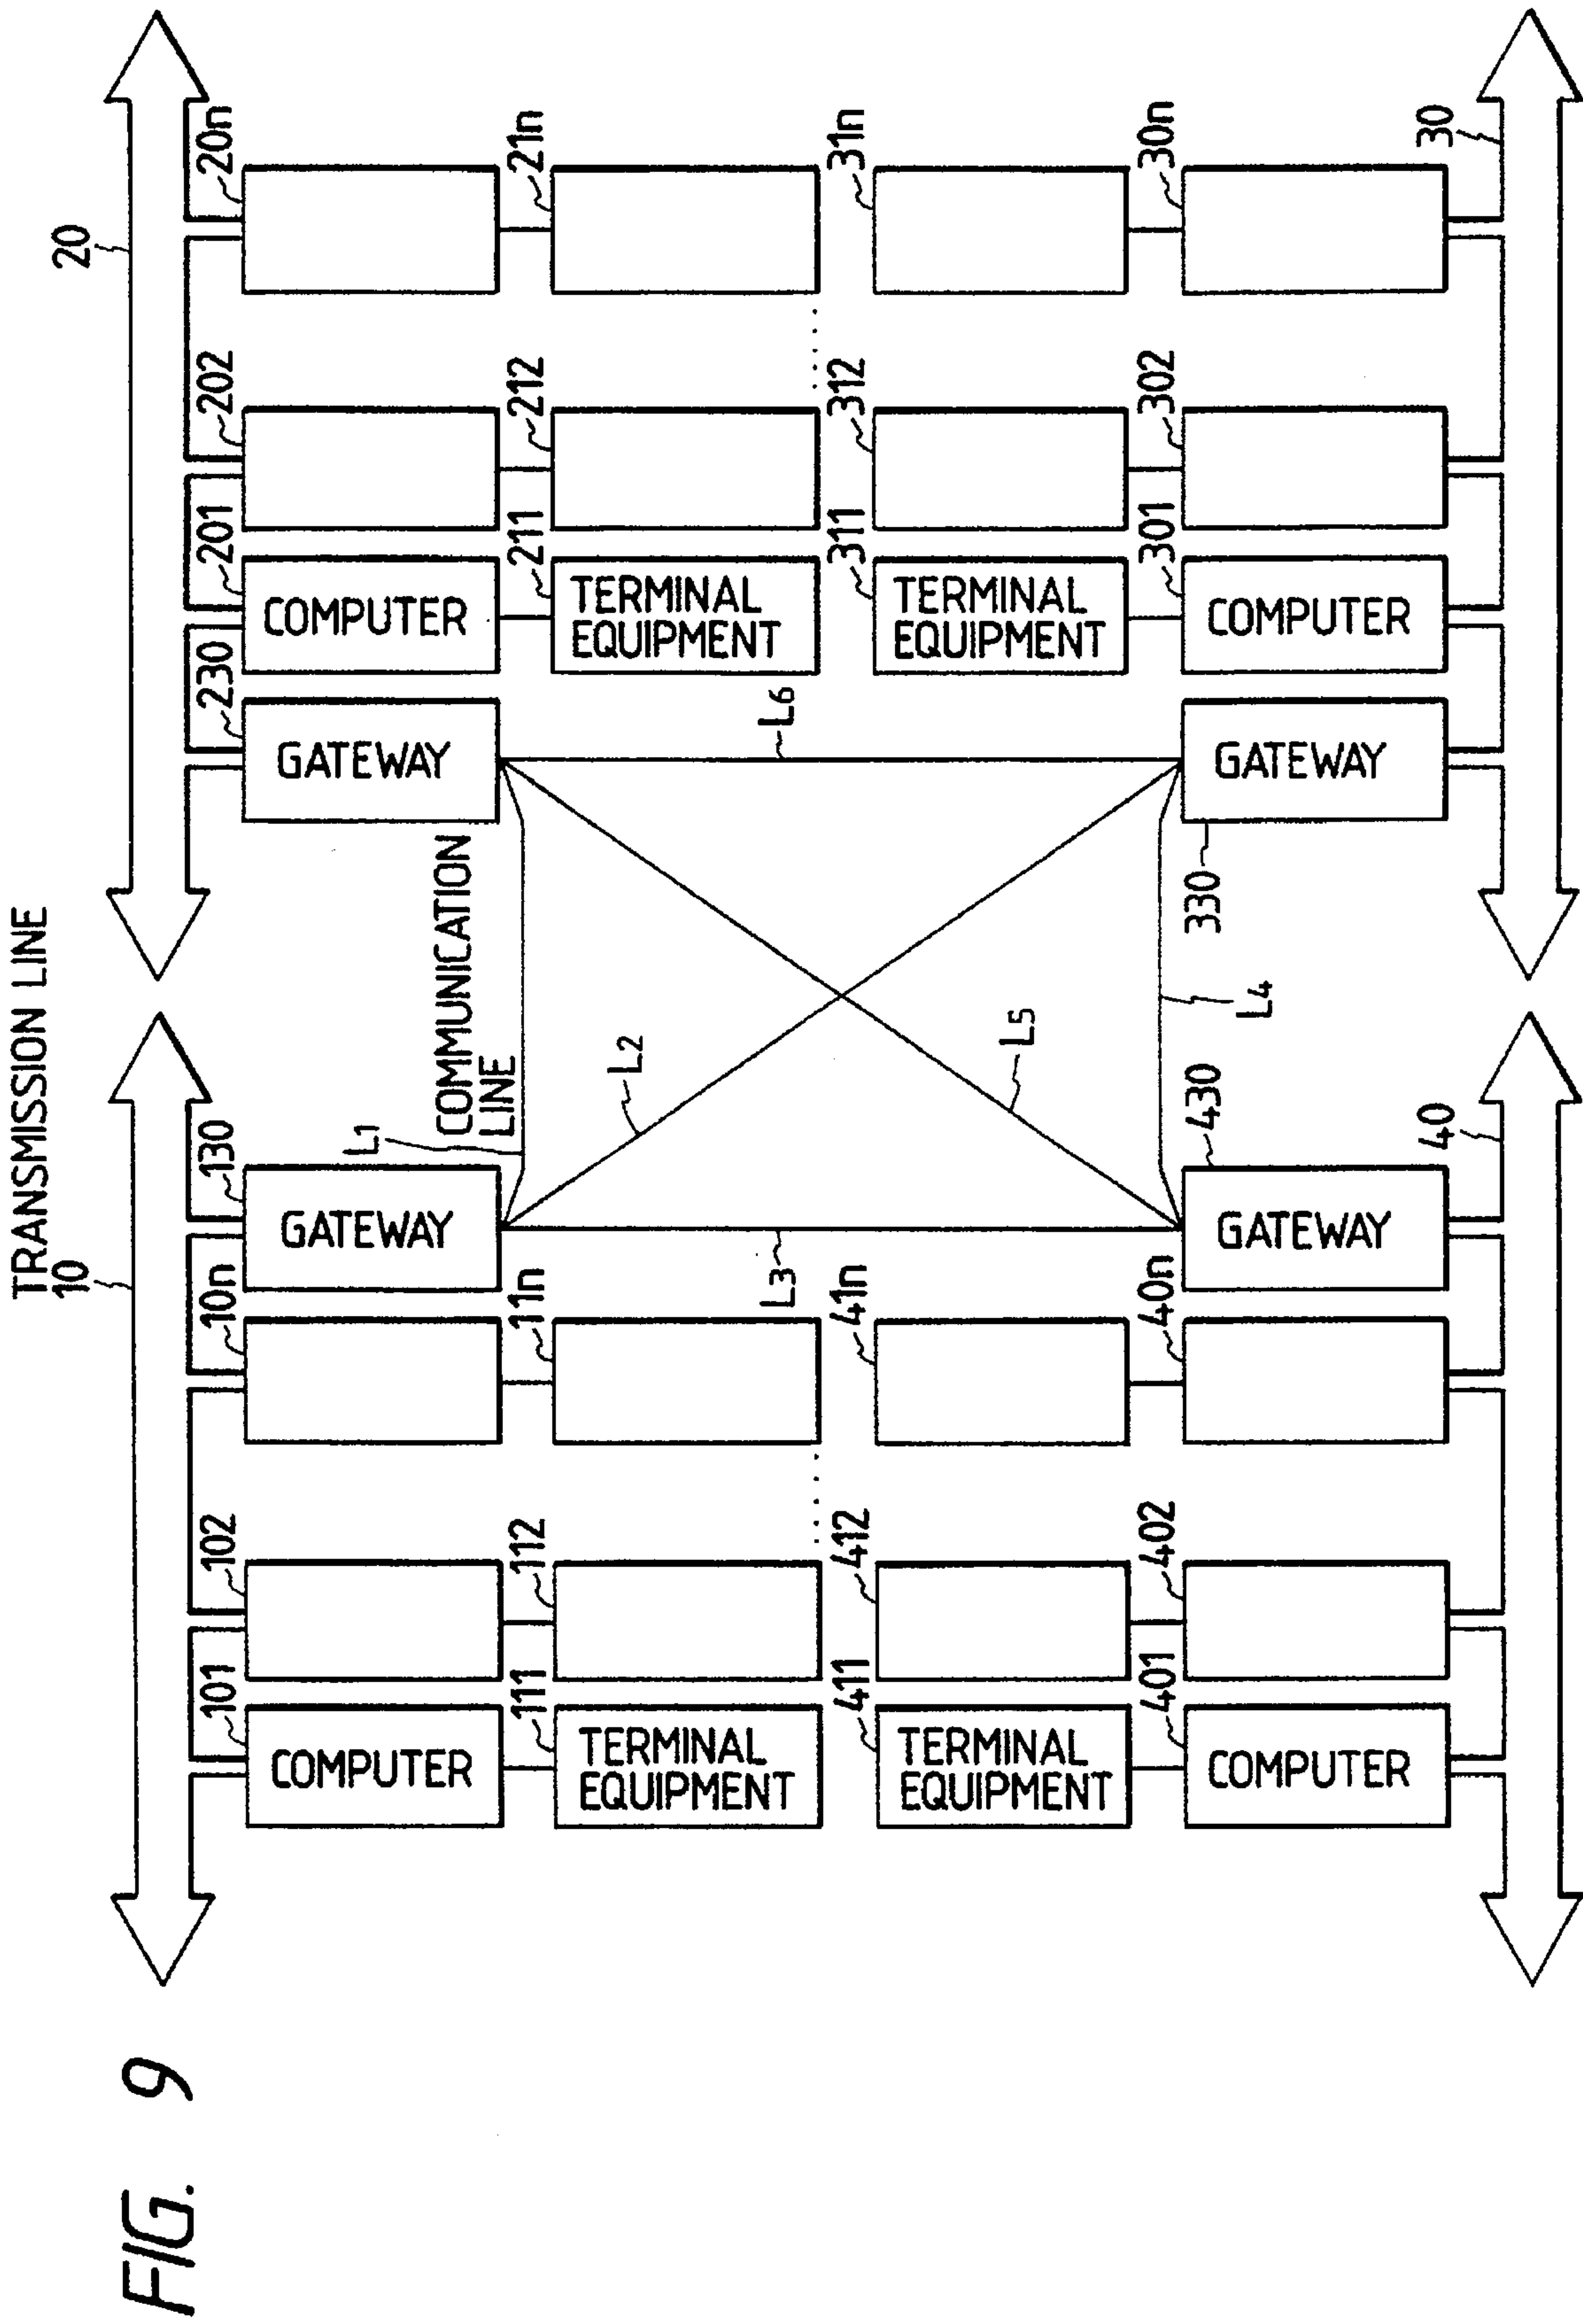 FIG. 9
TRANSMISSION LINE
10
20
101
102
10n
130
230
201
202
20n
COMPUTER
GATEWAY
GATEWAY
COMPUTER
111
112
11n
L1
COMMUNICATION
LINE
211
212
21n
TERMINAL
EQUIPMENT
L2
L6
TERMINAL
EQUIPMENT
411
412
41n
L3
L5
311
312
31n
TERMINAL
EQUIPMENT
TERMINAL
EQUIPMENT
401
402
40n
430
L4
330
301
302
30n
COMPUTER
GATEWAY
GATEWAY
COMPUTER
40
30